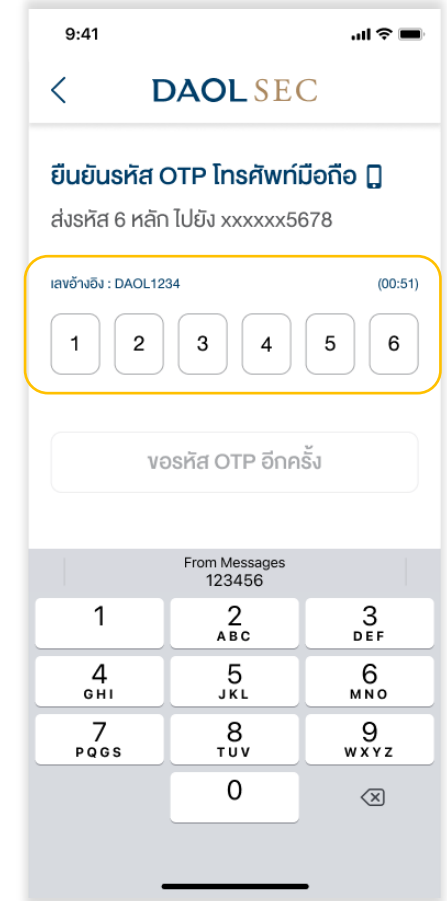 9:41
DAOL SEC
ยืนยันรหัส OTP โทรศัพท์มือถือ
ส่งรหัส 6 หลัก ไปยัง xxxxxx5678
เลขอ้างอิง : DAOL1234 (00:51)
1 2 3 4 5 6
ขอรหัส OTP อีกครั้ง
From Messages
123456
1 2 3
ABC DEF
4 5 6
GHI JKL MNO
7 8 9
PQGS TUV WXYZ
0